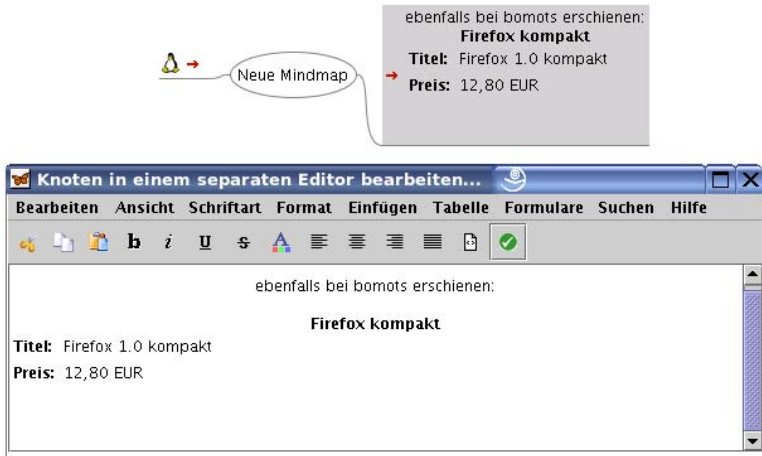 ebenfalls bei bomots erschienen:
Firefox kompakt
Titel: Firefox 1.0 kompakt
Preis: 12,80 EUR
Neue Mindmap
Knoten in einem separaten Editor bearbeiten...
Bearbeiten Ansicht Schriftart Format Einfügen Tabelle Formulare Suchen Hilfe
b i U S A
ebenfalls bei bomots erschienen:
Firefox kompakt
Titel: Firefox 1.0 kompakt
Preis: 12,80 EUR